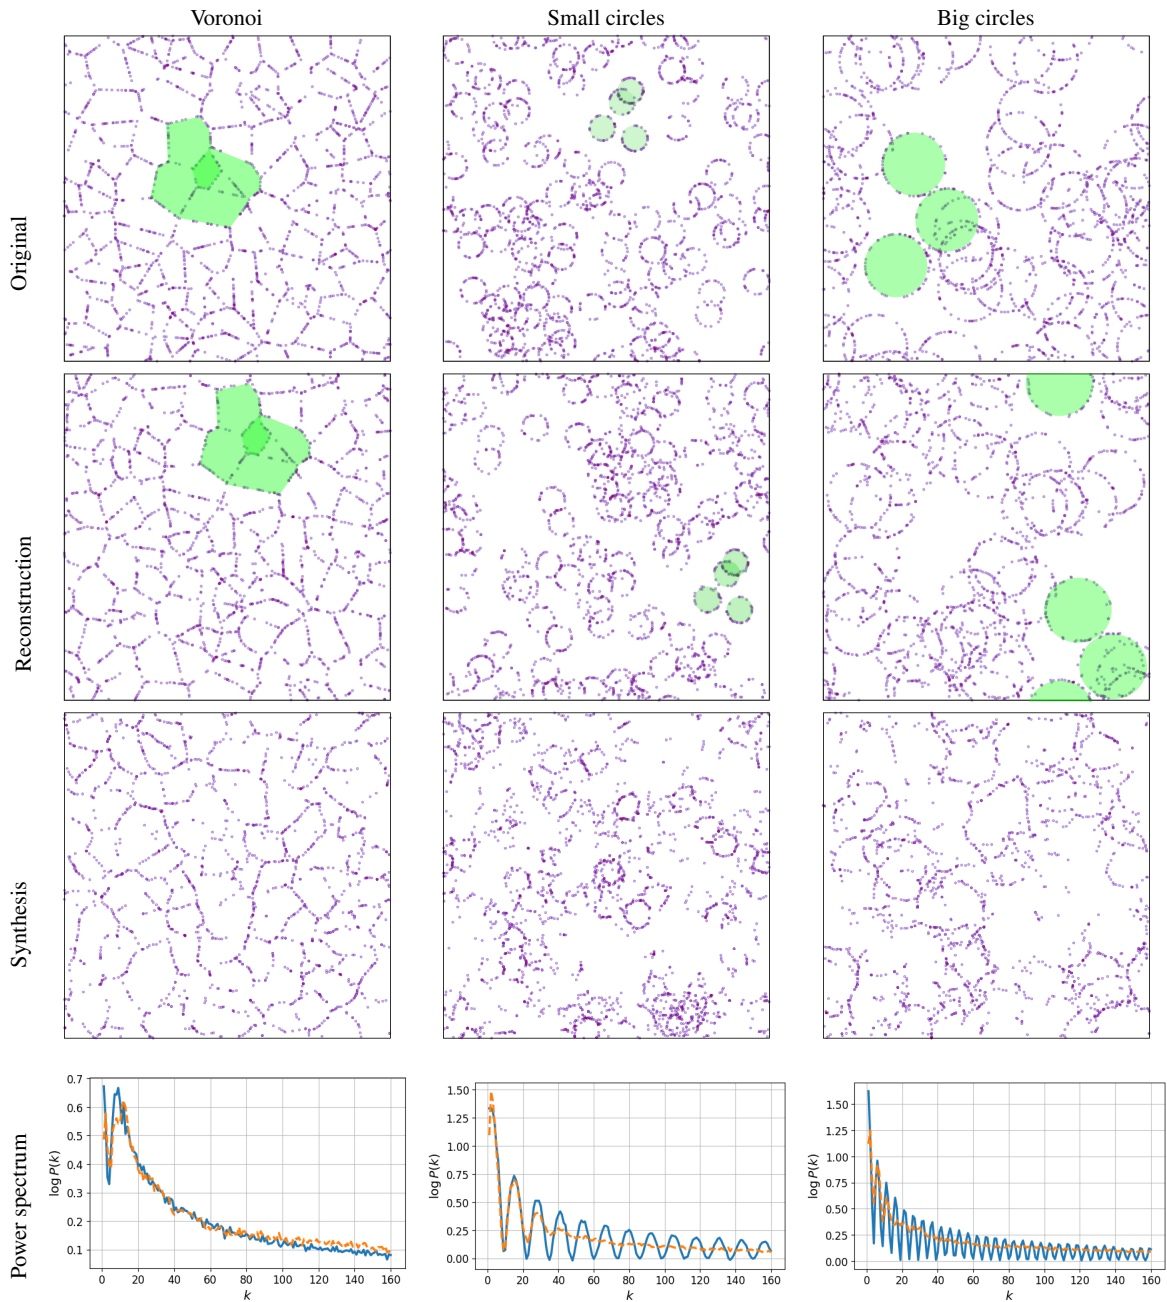 Voronoi Small circles Big circles
Original
Reconstruction
Synthesis
Power spectrum
0.7
0.6
0.5
0.4
0.3
0.2
0.1
log P(k)
0 20 40 60 80 100 120 140 160
k
1.50
1.25
1.00
0.75
0.50
0.25
0.00
log P(k)
0 20 40 60 80 100 120 140 160
k
1.50
1.25
1.00
0.75
0.50
0.25
0.00
log P(k)
0 20 40 60 80 100 120 140 160
k